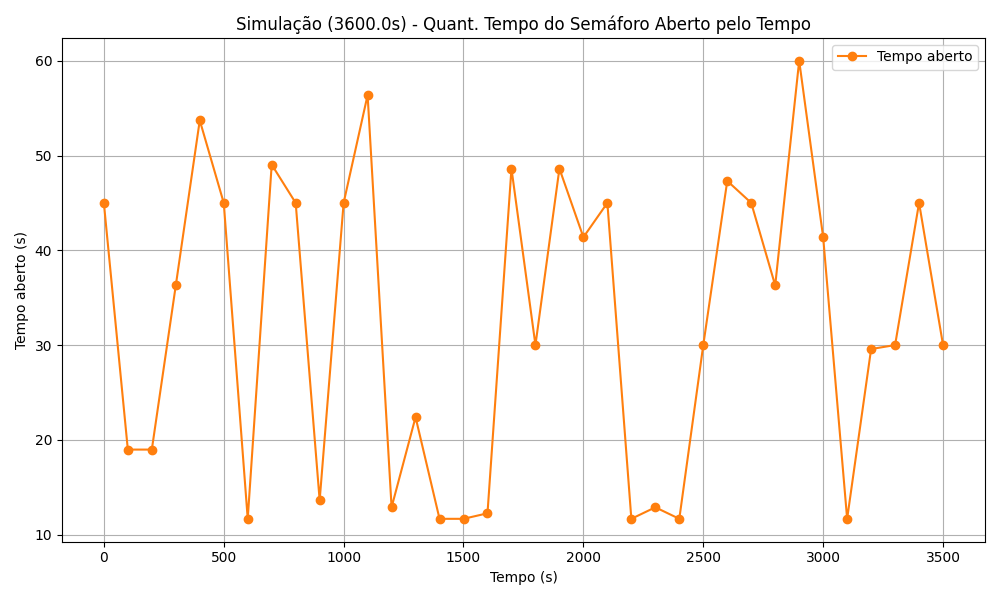 Simulação (3600.0s) - Quant. Tempo do Semáforo Aberto pelo Tempo
Tempo aberto
60
50
40
30
20
10
Tempo aberto (s)
0 500 1000 1500 2000 2500 3000 3500
Tempo (s)